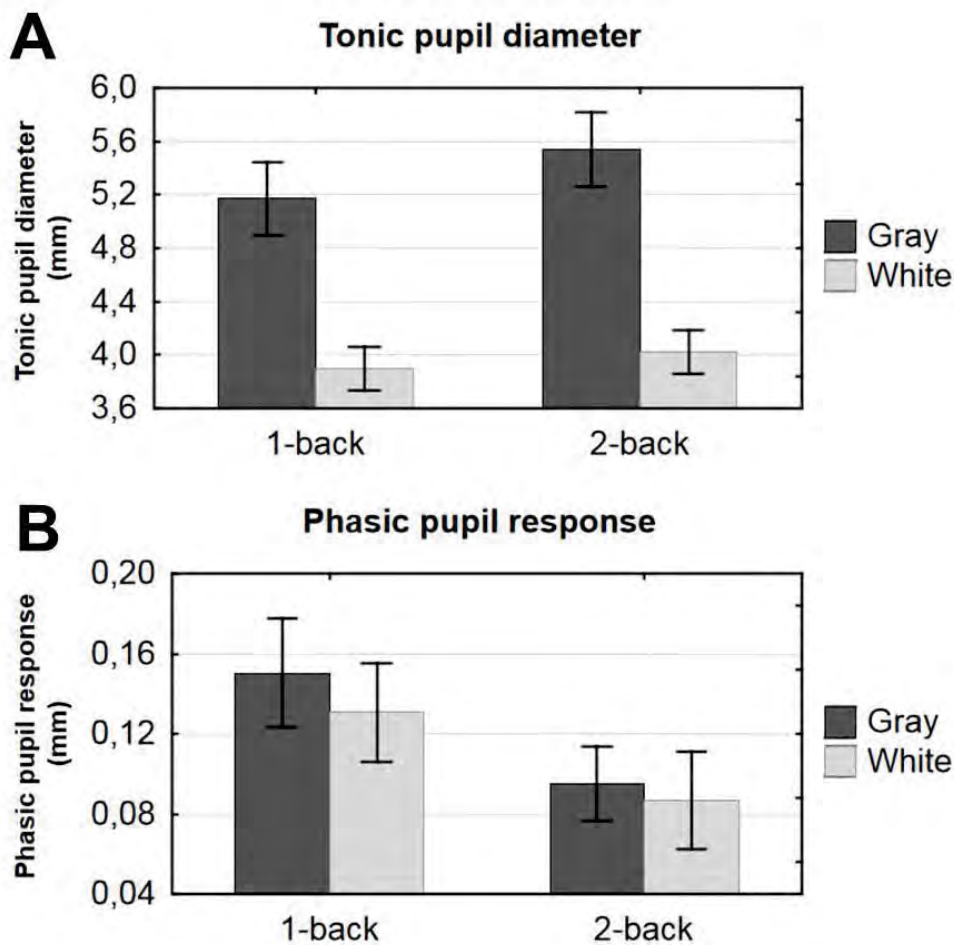 A
Tonic pupil diameter
Tonic pupil diameter
(mm)
6,0
5,6
5,2
4,8
4,4
4,0
3,6
1-back
2-back
Gray
White
B
Phasic pupil response
Phasic pupil response
(mm)
0,20
0,16
0,12
0,08
0,04
1-back
2-back
Gray
White